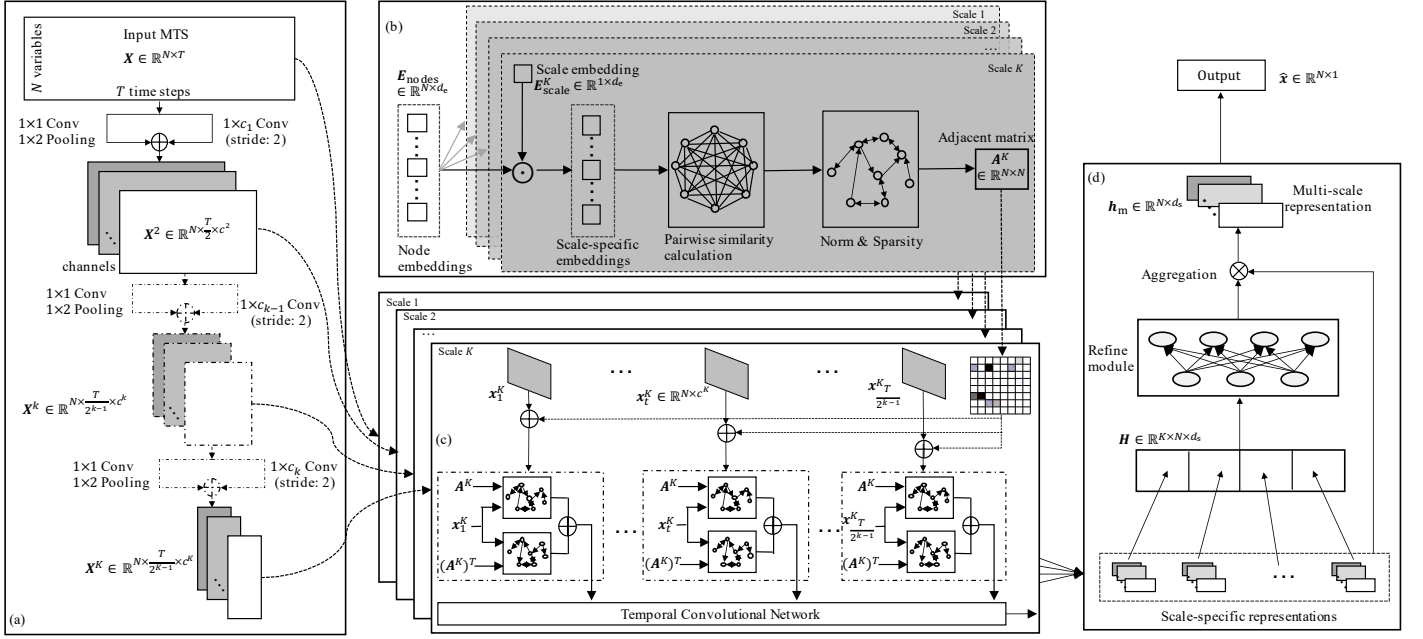 N variables
Input MTS
X ∈ ℝ^{N×T}
T time steps
1×1 Conv
1×2 Pooling
1×c_1 Conv
(stride: 2)
X^2 ∈ ℝ^{N×\frac{T}{2}×c^2}
channels
1×1 Conv
1×2 Pooling
1×c_{k−1} Conv
(stride: 2)
X^k ∈ ℝ^{N×\frac{T}{2^{k−1}}×c^k}
1×1 Conv
1×2 Pooling
1×c_k Conv
(stride: 2)
X^K ∈ ℝ^{N×\frac{T}{2^{K−1}}×c^K}
(a)
(b)
Scale 1
Scale 2
...
Scale K
E_nodes
∈ ℝ^{N×d_e}
Scale embedding
E^K_scale ∈ ℝ^{1×d_e}
Adjacent matrix
A^K
∈ ℝ^{N×N}
Node
embeddings
Scale-specific
embeddings
Pairwise similarity
calculation
Norm & Sparsity
Scale 1
Scale 2
...
Scale K
x^K_1
...
x^K_t ∈ ℝ^{N×c^K}
...
x^K_{\frac{T}{2^{k−1}}}
(c)
A^K
x^K_1
(A^K)^T
...
A^K
x^K_t
(A^K)^T
...
A^K
x^K_{\frac{T}{2^{k−1}}}
(A^K)^T
Temporal Convolutional Network
Output
x̂ ∈ ℝ^{N×1}
(d)
h_m ∈ ℝ^{N×d_s}
Multi-scale
representation
Aggregation
Refine
module
H ∈ ℝ^{K×N×d_s}
...
Scale-specific representations